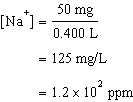 [Na⁺] = 50 mg / 0.400 L
= 125 mg/L
= 1.2 × 10² ppm